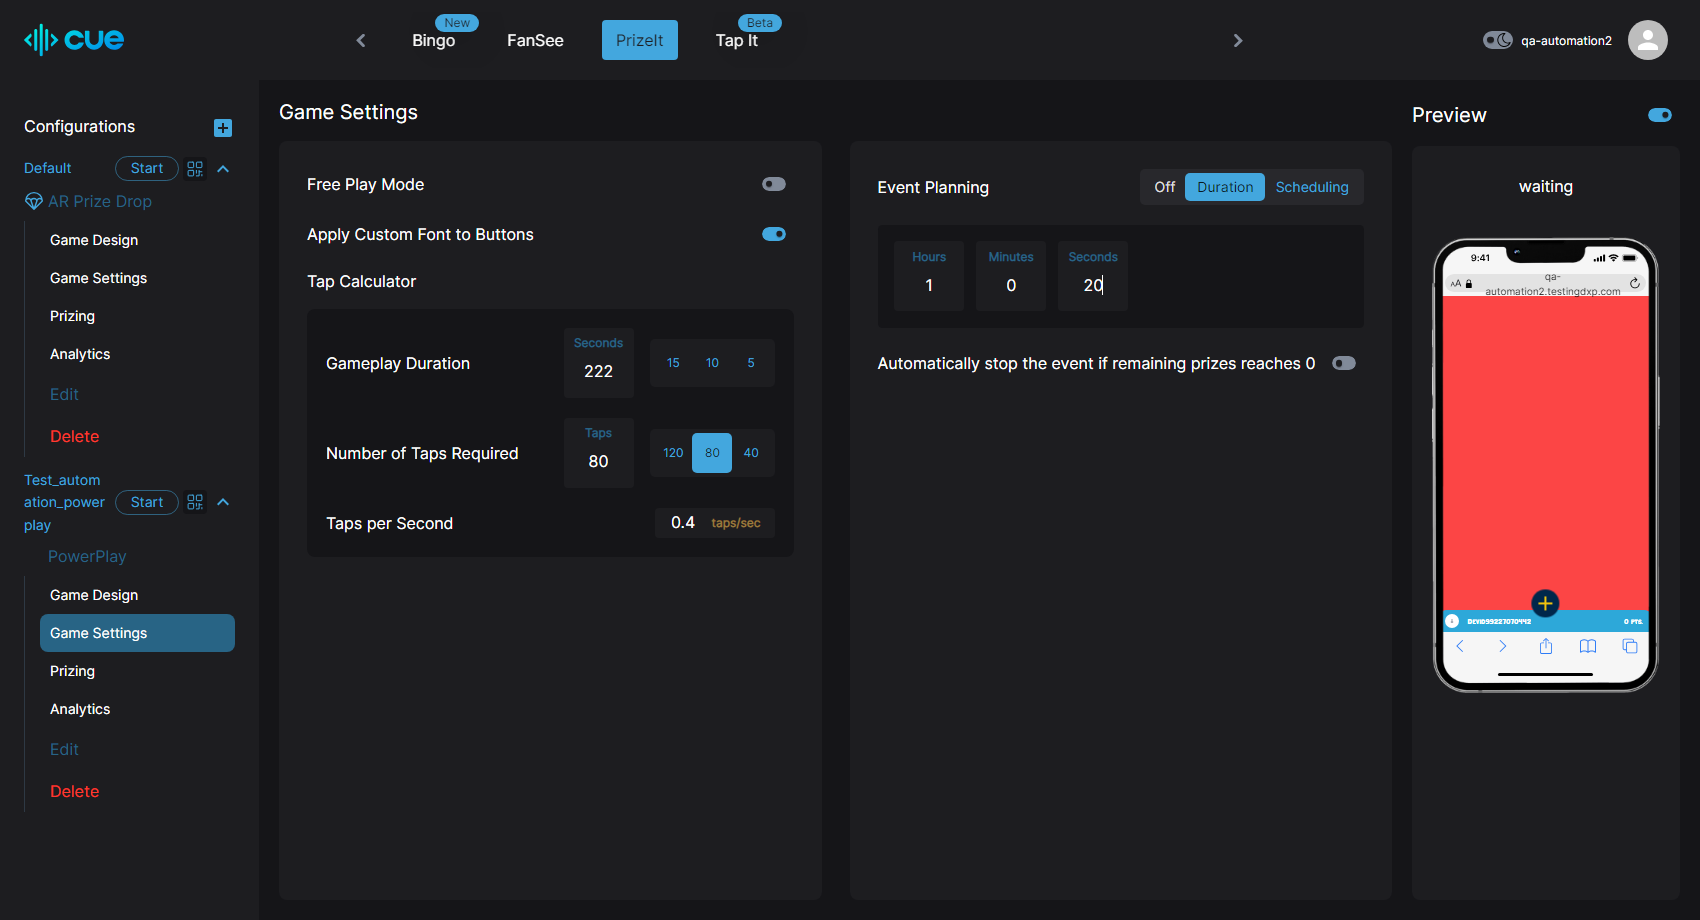 cue
New
Bingo
FanSee
PrizeIt
Beta
Tap It
qa-automation2
Configurations
Default
Start
AR Prize Drop
Game Design
Game Settings
Prizing
Analytics
Edit
Delete
Test_autom
ation_power
play
Start
PowerPlay
Game Design
Game Settings
Prizing
Analytics
Edit
Delete
Game Settings
Free Play Mode
Apply Custom Font to Buttons
Tap Calculator
Gameplay Duration
Seconds
222
15 10 5
Number of Taps Required
Taps
80
120 80 40
Taps per Second
0.4 taps/sec
Event Planning
Off Duration Scheduling
Hours Minutes Seconds
1 0 20
Automatically stop the event if remaining prizes reaches 0
Preview
waiting
9:41
AA
qa-
automation2.testingdxp.com
0 PTS.